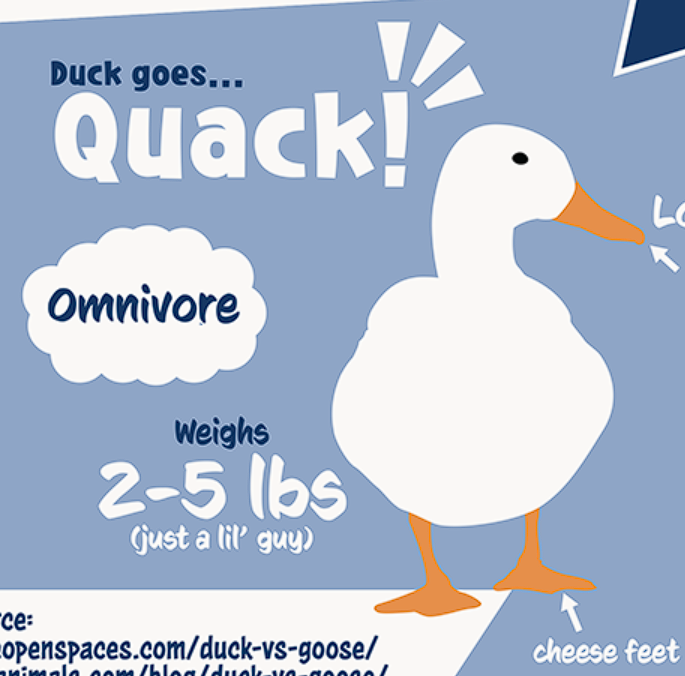 Duck goes...
Quack!
Omnivore
Weighs
2-5 lbs
(just a lil' guy)
cheese feet
openspaces.com/duck-vs-goose/